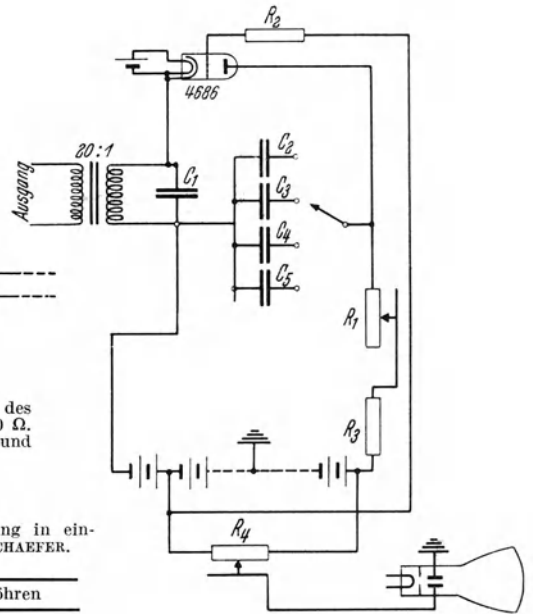 R2
4686
20:1
Ausgang
C1
C2
C3
C4
C5
R1
R3
R4
des
0 Ω.
und
ng in ein-
CHAEFER.
öhren